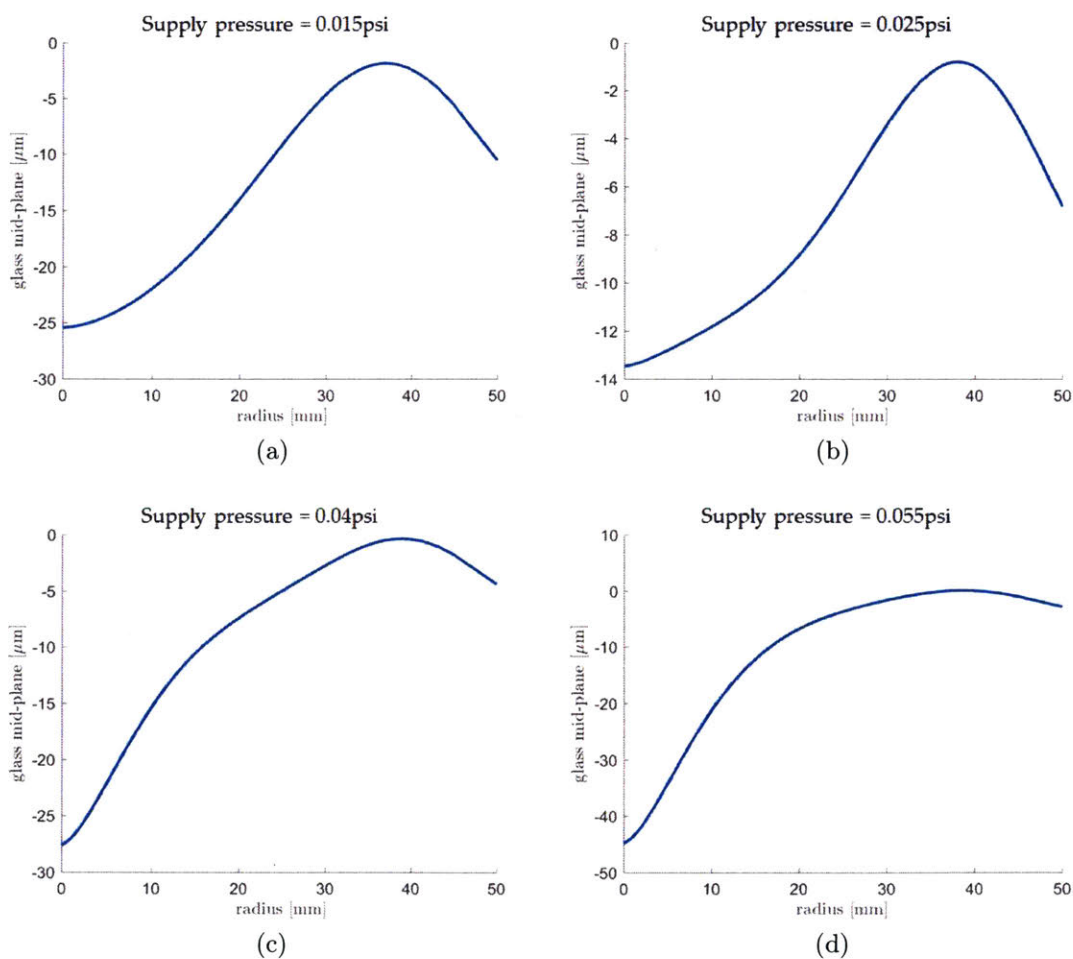 Supply pressure = 0.015psi
0
-5
-10
-15
-20
-25
-30
glass mid-plane [μm]
0 10 20 30 40 50
radius [mm]
(a)
Supply pressure = 0.025psi
0
-2
-4
-6
-8
-10
-12
-14
glass mid-plane [μm]
0 10 20 30 40 50
radius [mm]
(b)
Supply pressure = 0.04psi
0
-5
-10
-15
-20
-25
-30
glass mid-plane [μm]
0 10 20 30 40 50
radius [mm]
(c)
Supply pressure = 0.055psi
10
0
-10
-20
-30
-40
-50
glass mid-plane [μm]
0 10 20 30 40 50
radius [mm]
(d)